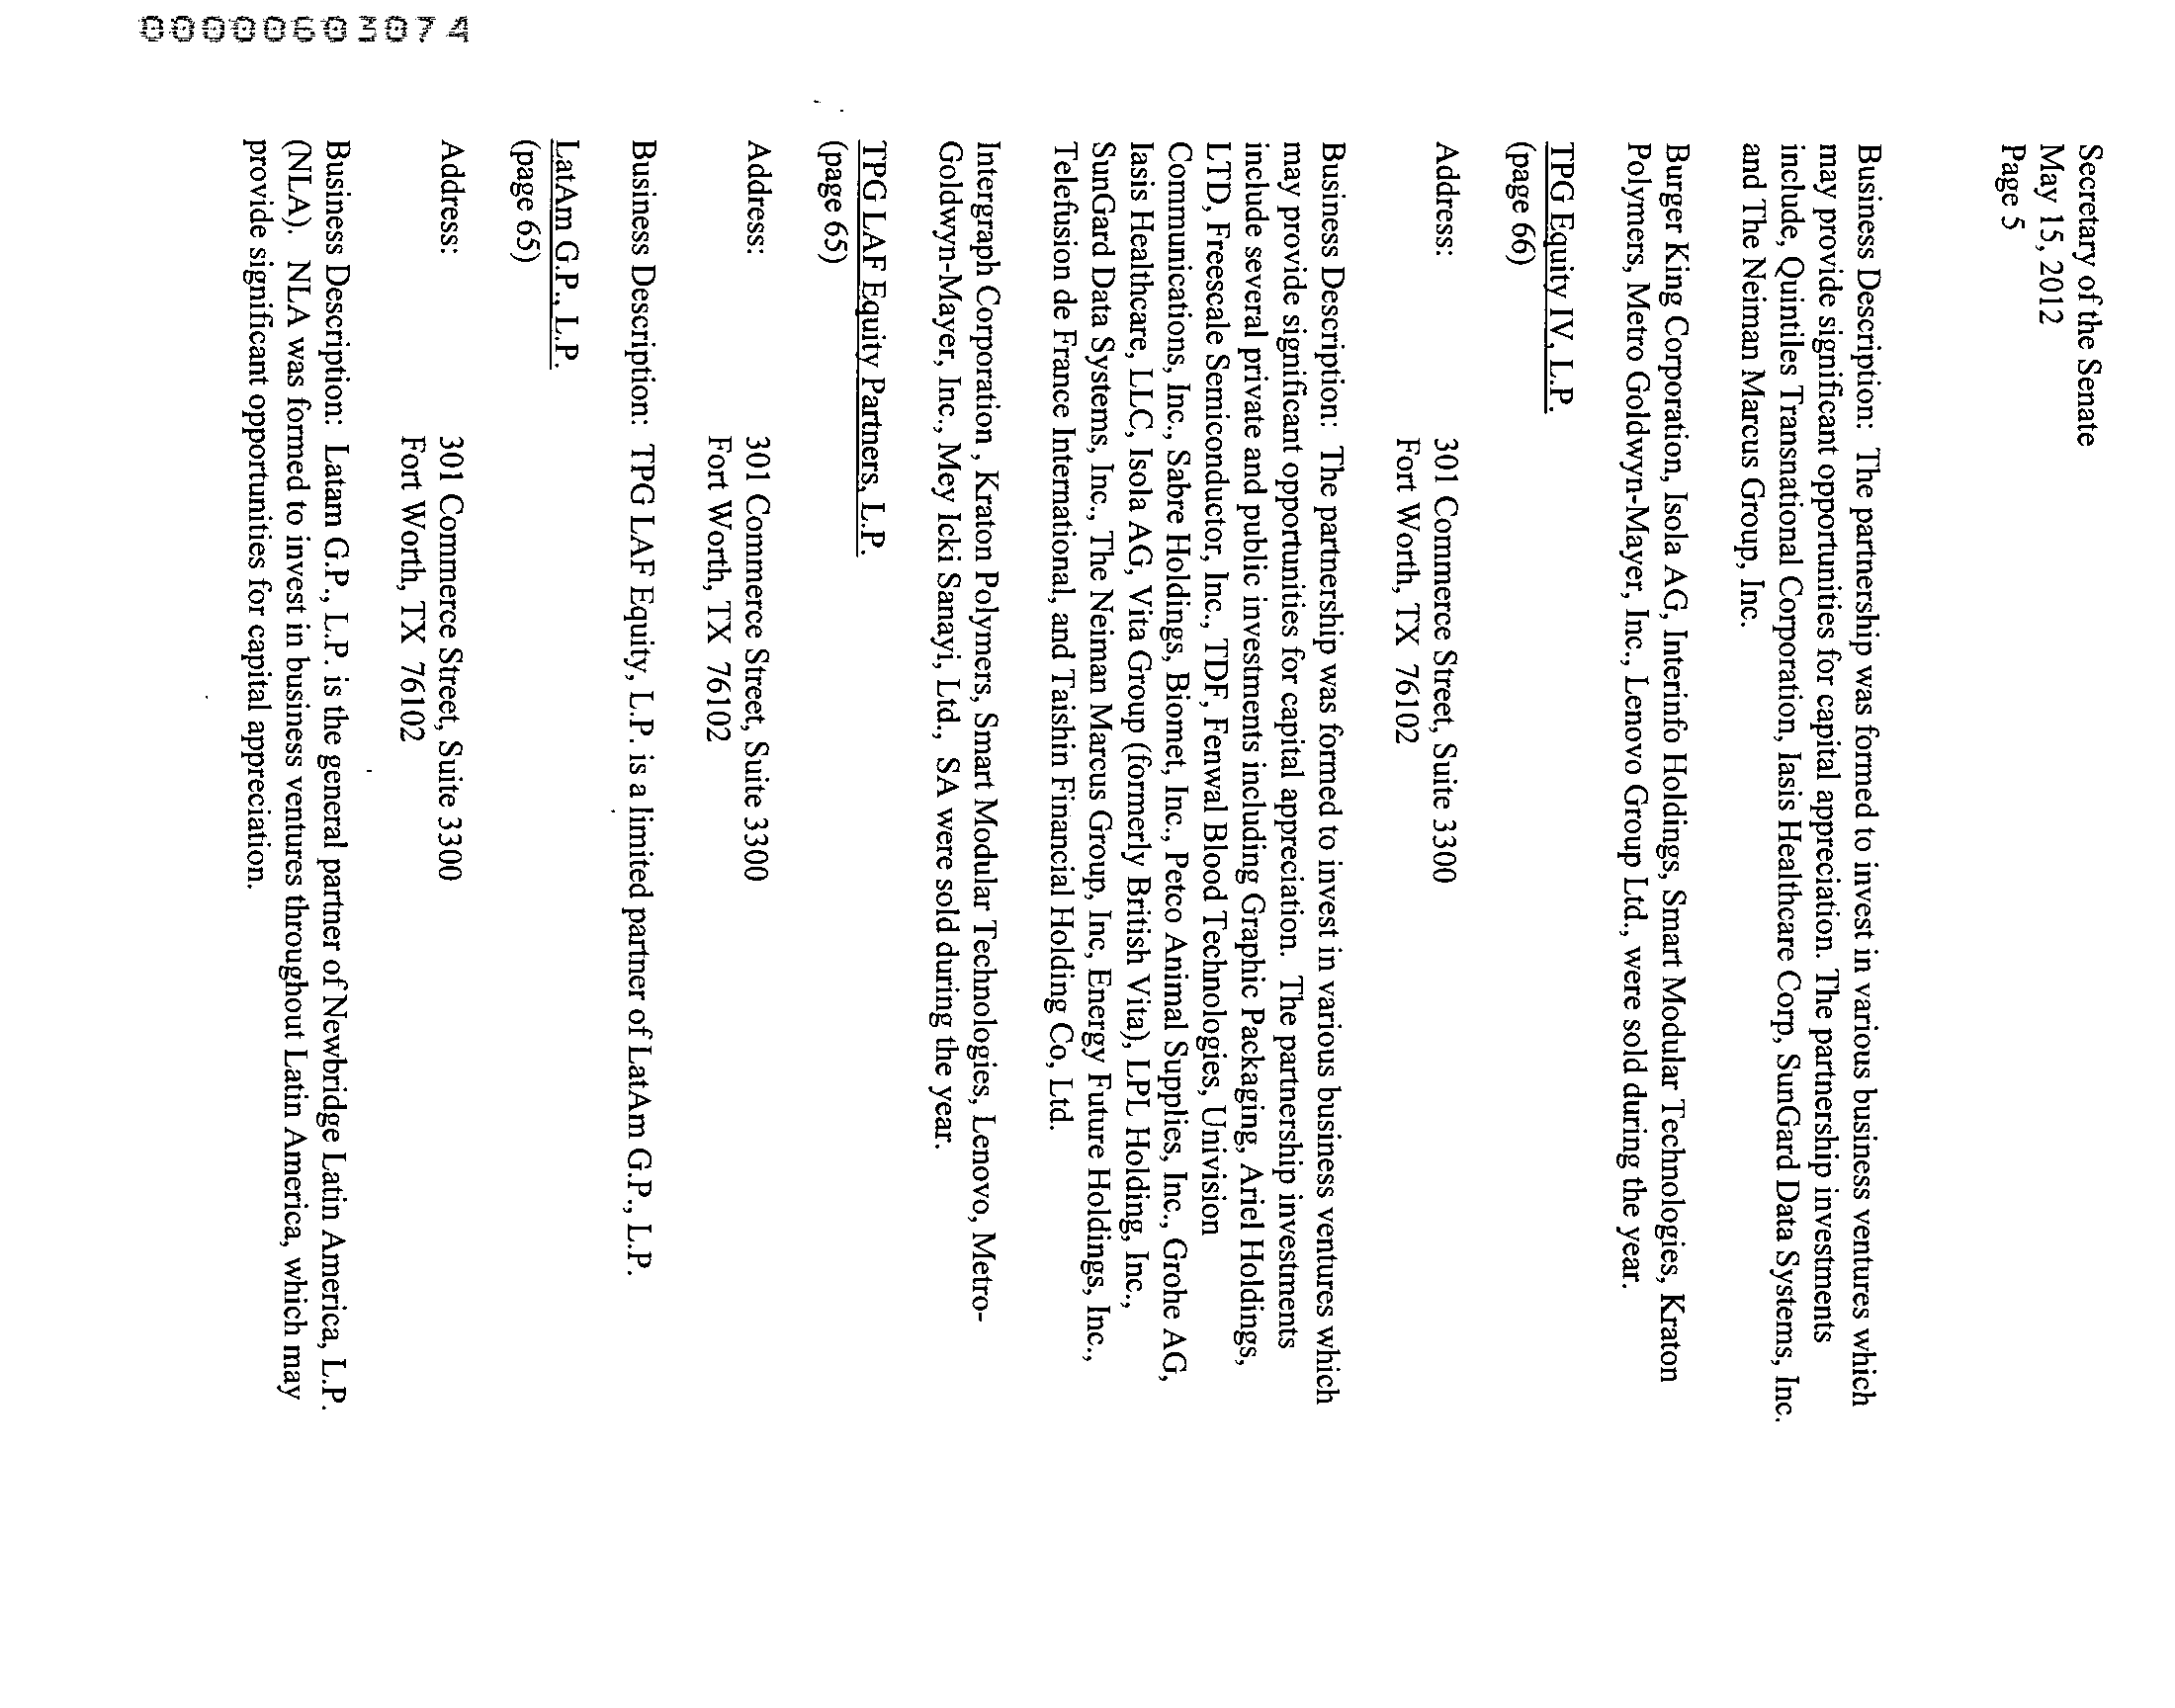 Secretary of the Senate
May 15, 2012
Page 5
Business Description:  The partnership was formed to invest in various business ventures which
may provide significant opportunities for capital appreciation. The partnership investments
include, Quintiles Transnational Corporation, Iasis Healthcare Corp, SunGard Data Systems, Inc.
and The Neiman Marcus Group, Inc.
Burger King Corporation, Isola AG, Interinfo Holdings, Smart Modular Technologies, Kraton
Polymers, Metro Goldwyn-Mayer, Inc., Lenovo Group Ltd., were sold during the year.
TPG Equity IV, L.P.
(page 66)
Address: 301 Commerce Street, Suite 3300
Fort Worth, TX  76102
Business Description:  The partnership was formed to invest in various business ventures which
may provide significant opportunities for capital appreciation.  The partnership investments
include several private and public investments including Graphic Packaging, Ariel Holdings,
LTD, Freescale Semiconductor, Inc., TDF, Fenwal Blood Technologies, Univision
Communications, Inc., Sabre Holdings, Biomet, Inc., Petco Animal Supplies, Inc., Grohe AG,
Iasis Healthcare, LLC, Isola AG, Vita Group (formerly British Vita), LPL Holding, Inc.,
SunGard Data Systems, Inc., The Neiman Marcus Group, Inc, Energy Future Holdings, Inc.,
Telefusion de France International, and Taishin Financial Holding Co, Ltd.
Intergraph Corporation , Kraton Polymers, Smart Modular Technologies, Lenovo, Metro-
Goldwyn-Mayer, Inc., Mey Icki Sanayi, Ltd.,  SA were sold during the year.
TPG LAF Equity Partners, L.P.
(page 65)
Address: 301 Commerce Street, Suite 3300
Fort Worth, TX  76102
Business Description:  TPG LAF Equity, L.P. is a limited partner of LatAm G.P., L.P.
LatAm G.P., L.P.
(page 65)
Address: 301 Commerce Street, Suite 3300
Fort Worth, TX  76102
Business Description:  Latam G.P., L.P. is the general partner of Newbridge Latin America, L.P.
(NLA).  NLA was formed to invest in business ventures throughout Latin America, which may
provide significant opportunities for capital appreciation.
00000603074